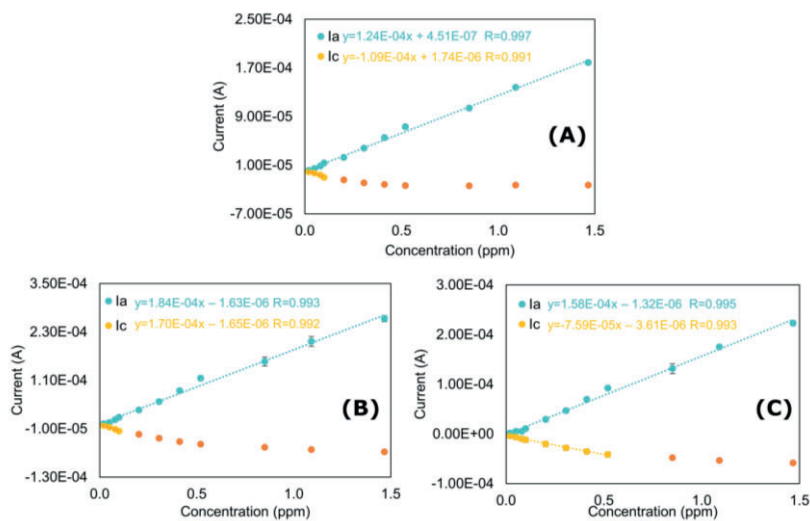 2.50E-04
Ia y=1.24E-04x + 4.51E-07 R=0.997
Ic y=-1.09E-04x + 1.74E-06 R=0.991
1.70E-04
9.00E-05
1.00E-05
-7.00E-05
Current (A)
(A)
0.0 0.5 1.0 1.5
Concentration (ppm)
3.50E-04
Ia y=1.84E-04x – 1.63E-06 R=0.993
Ic y=1.70E-04x – 1.65E-06 R=0.992
2.30E-04
1.10E-04
-1.00E-05
-1.30E-04
Current (A)
(B)
0.0 0.5 1.0 1.5
Concentration (ppm)
3.00E-04
Ia y=1.58E-04x – 1.32E-06 R=0.995
Ic y=-7.59E-05x – 3.61E-06 R=0.993
2.00E-04
1.00E-04
0.00E+00
-1.00E-04
Current (A)
(C)
0.0 0.5 1.0 1.5
Concentration (ppm)